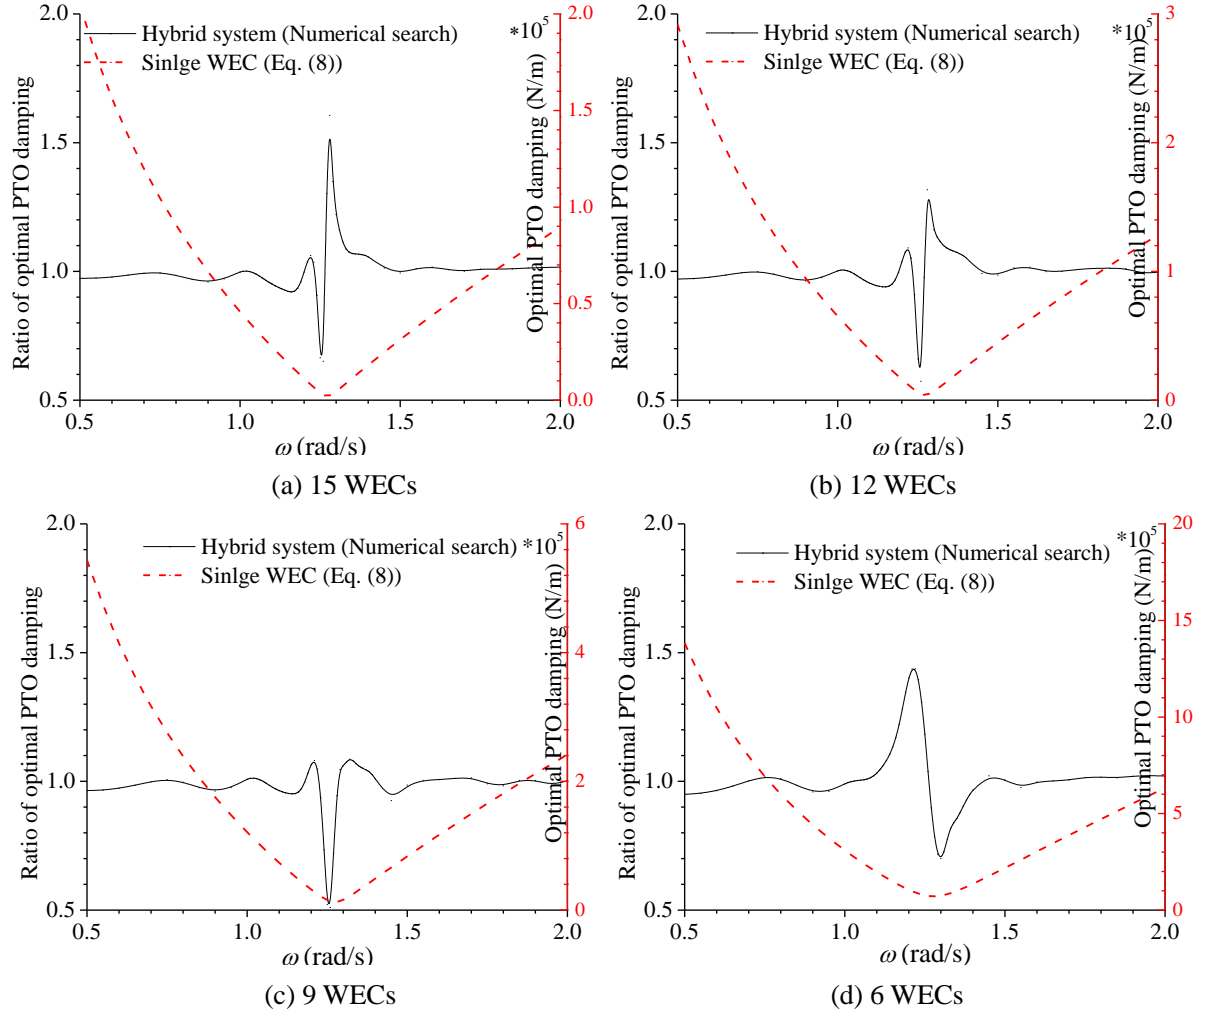 2.0
1.5
1.0
0.5
Ratio of optimal PTO damping
Hybrid system (Numerical search)
Sinlge WEC (Eq. (8))
*10^5
2.0
1.5
1.0
0.5
0.0
Optimal PTO damping (N/m)
0.5 1.0 1.5 2.0
ω (rad/s)
(a) 15 WECs
2.0
1.5
1.0
0.5
Ratio of optimal PTO damping
Hybrid system (Numerical search)
Sinlge WEC (Eq. (8))
*10^5
3
2
1
0
Optimal PTO damping (N/m)
0.5 1.0 1.5 2.0
ω (rad/s)
(b) 12 WECs
2.0
1.5
1.0
0.5
Ratio of optimal PTO damping
Hybrid system (Numerical search)
Sinlge WEC (Eq. (8))
*10^5
6
4
2
0
Optimal PTO damping (N/m)
0.5 1.0 1.5 2.0
ω (rad/s)
(c) 9 WECs
2.0
1.5
1.0
0.5
Ratio of optimal PTO damping
Hybrid system (Numerical search)
Sinlge WEC (Eq. (8))
*10^5
20
15
10
5
0
Optimal PTO damping (N/m)
0.5 1.0 1.5 2.0
ω (rad/s)
(d) 6 WECs